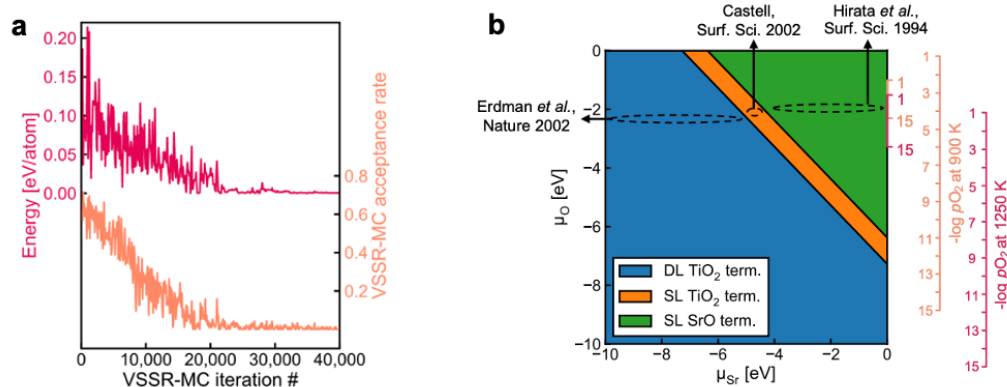 a
0.20
0.15
0.10
0.05
0.00
Energy [eV/atom]
0.8
0.6
0.4
0.2
VSSR-MC acceptance rate
0 10,000 20,000 30,000 40,000
VSSR-MC iteration #
b
Castell,
Surf. Sci. 2002
Hirata et al.,
Surf. Sci. 1994
Erdman et al.,
Nature 2002
0
−2
−4
−6
−8
−10
μO [eV]
DL TiO2 term.
SL TiO2 term.
SL SrO term.
−10 −8 −6 −4 −2 0
μSr [eV]
1
15
1
15
1
3
5
7
9
11
13
15
-log pO2 at 900 K
1
3
5
7
9
11
13
15
-log pO2 at 1250 K